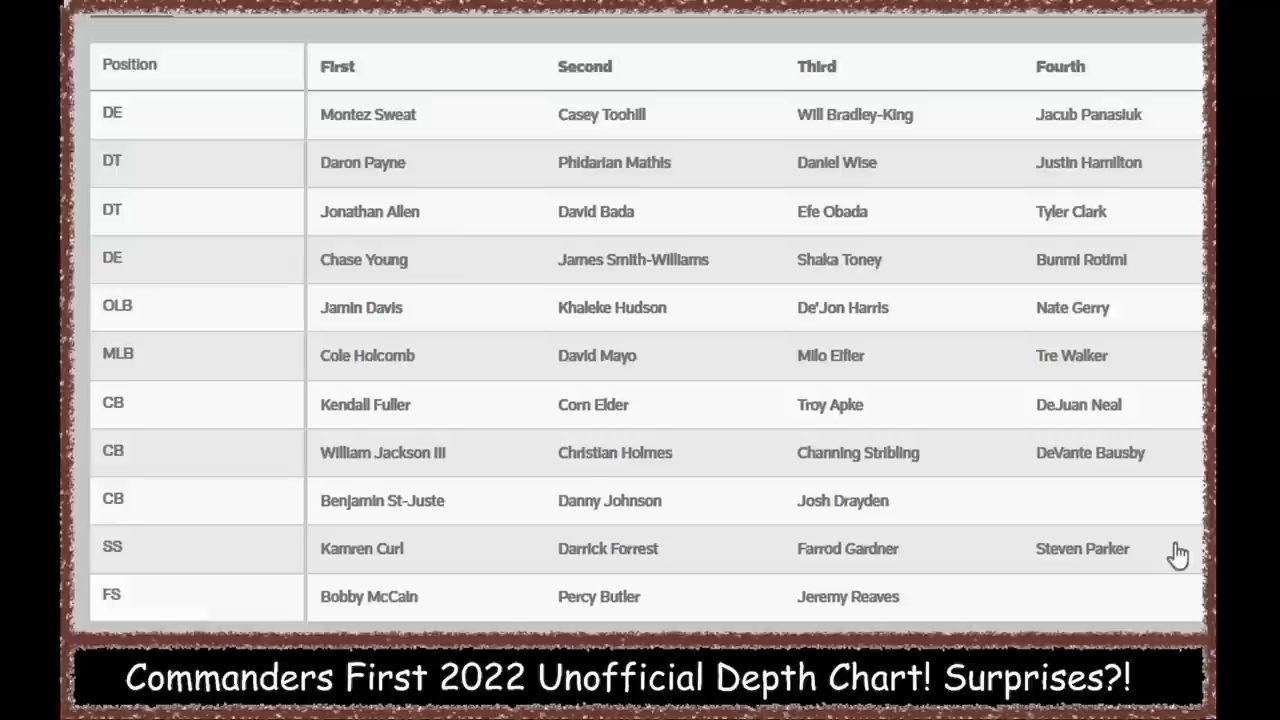 Position First Second Third Fourth
DE Montez Sweat Casey Toohill Will Bradley-King Jacub Panasiuk
DT Daron Payne Phidarian Mathis Daniel Wise Justin Hamilton
DT Jonathan Allen David Bada Efe Obada Tyler Clark
DE Chase Young James Smith-Williams Shaka Toney Bunmi Rotimi
OLB Jamin Davis Khaleke Hudson De'Jon Harris Nate Gerry
MLB Cole Holcomb David Mayo Milo Eifler Tre Walker
CB Kendall Fuller Corn Elder Troy Apke DeJuan Neal
CB William Jackson III Christian Holmes Channing Stribling DeVante Bausby
CB Benjamin St-Juste Danny Johnson Josh Drayden
SS Kamren Curl Darrick Forrest Farrod Gardner Steven Parker
FS Bobby McCain Percy Butler Jeremy Reaves
Commanders First 2022 Unofficial Depth Chart! Surprises?!